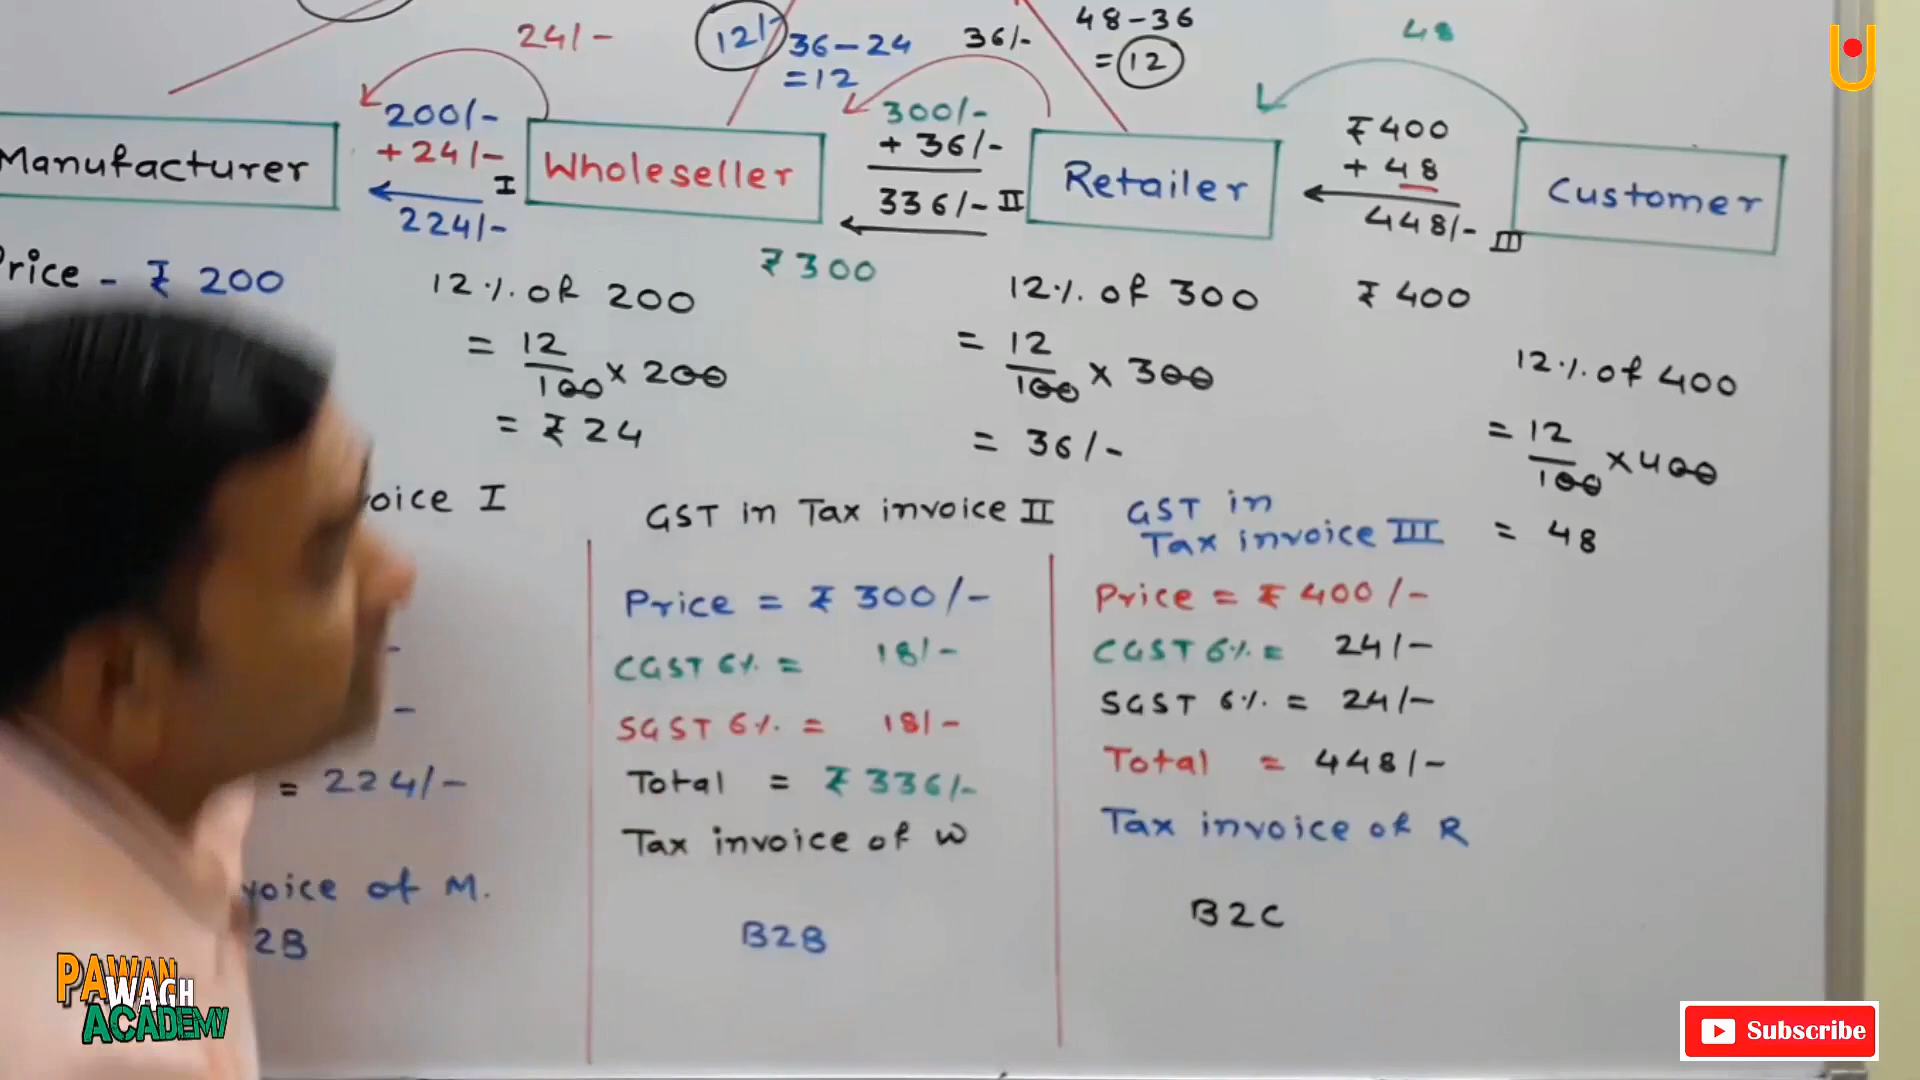 24/-
12/-
36-24
=12
36/-
48-36
= 12
48
Manufacturer
200/-
+24/-
I
224/-
Wholeseller
300/-
+ 36/-
336/- II
Retailer
₹400
+ 48
448/- III
Customer
Price - ₹ 200
12%. of 200
= 12/100 × 200
= ₹ 24
₹ 300
12%. of 300
= 12/100 × 300
= 36/-
₹ 400
12%. of 400
= 12/100 × 400
= 48
voice I
= 224/-
voice of M.
2B
GST in Tax invoice II
Price = ₹ 300/-
CGST 6% = 18/-
SGST 6% = 18/-
Total = ₹ 336/-
Tax invoice of W
B2B
GST in
Tax invoice III
Price = ₹ 400/-
CGST 6% = 24/-
SGST 6% = 24/-
Total = 448/-
Tax invoice of R
B2C
PAWAN
WAGH
ACADEMY
Subscribe